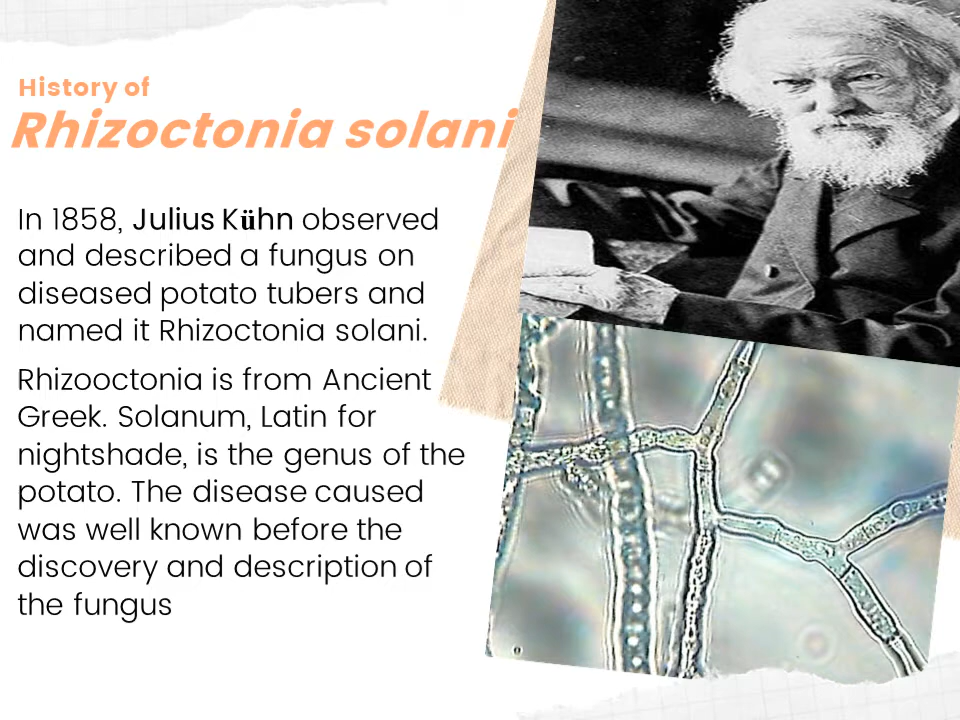 History of
Rhizoctonia solani
In 1858, Julius Kühn observed
and described a fungus on
diseased potato tubers and
named it Rhizoctonia solani.
Rhizooctonia is from Ancient
Greek. Solanum, Latin for
nightshade, is the genus of the
potato. The disease caused
was well known before the
discovery and description of
the fungus